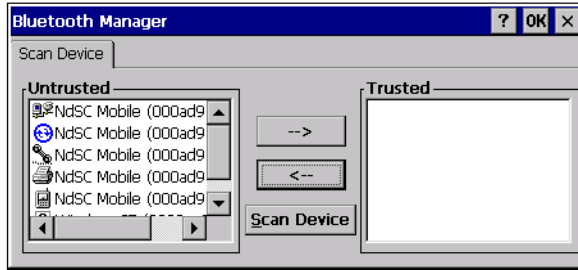 Bluetooth Manager ? OK ×
Scan Device
Untrusted
NdSC Mobile (000ad9
NdSC Mobile (000ad9
NdSC Mobile (000ad9
NdSC Mobile (000ad9
NdSC Mobile (000ad9
-->
<--
Scan Device
Trusted